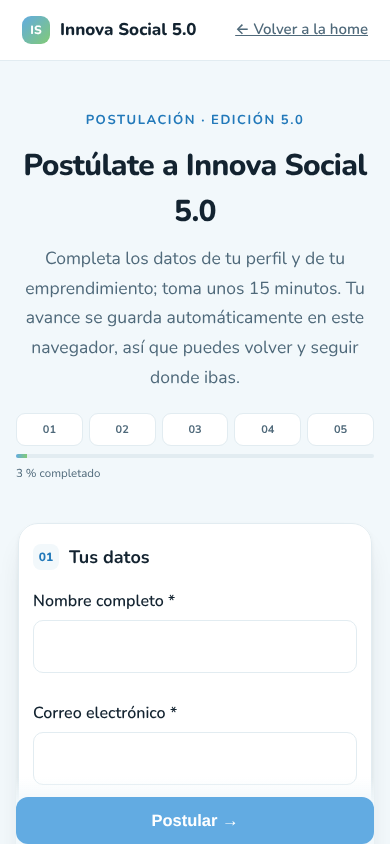 IS Innova Social 5.0 ← Volver a la home
POSTULACIÓN · EDICIÓN 5.0
Postúlate a Innova Social
5.0
Completa los datos de tu perfil y de tu
emprendimiento; toma unos 15 minutos. Tu
avance se guarda automáticamente en este
navegador, así que puedes volver y seguir
donde ibas.
01 02 03 04 05
3 % completado
01 Tus datos
Nombre completo *
Correo electrónico *
Postular →